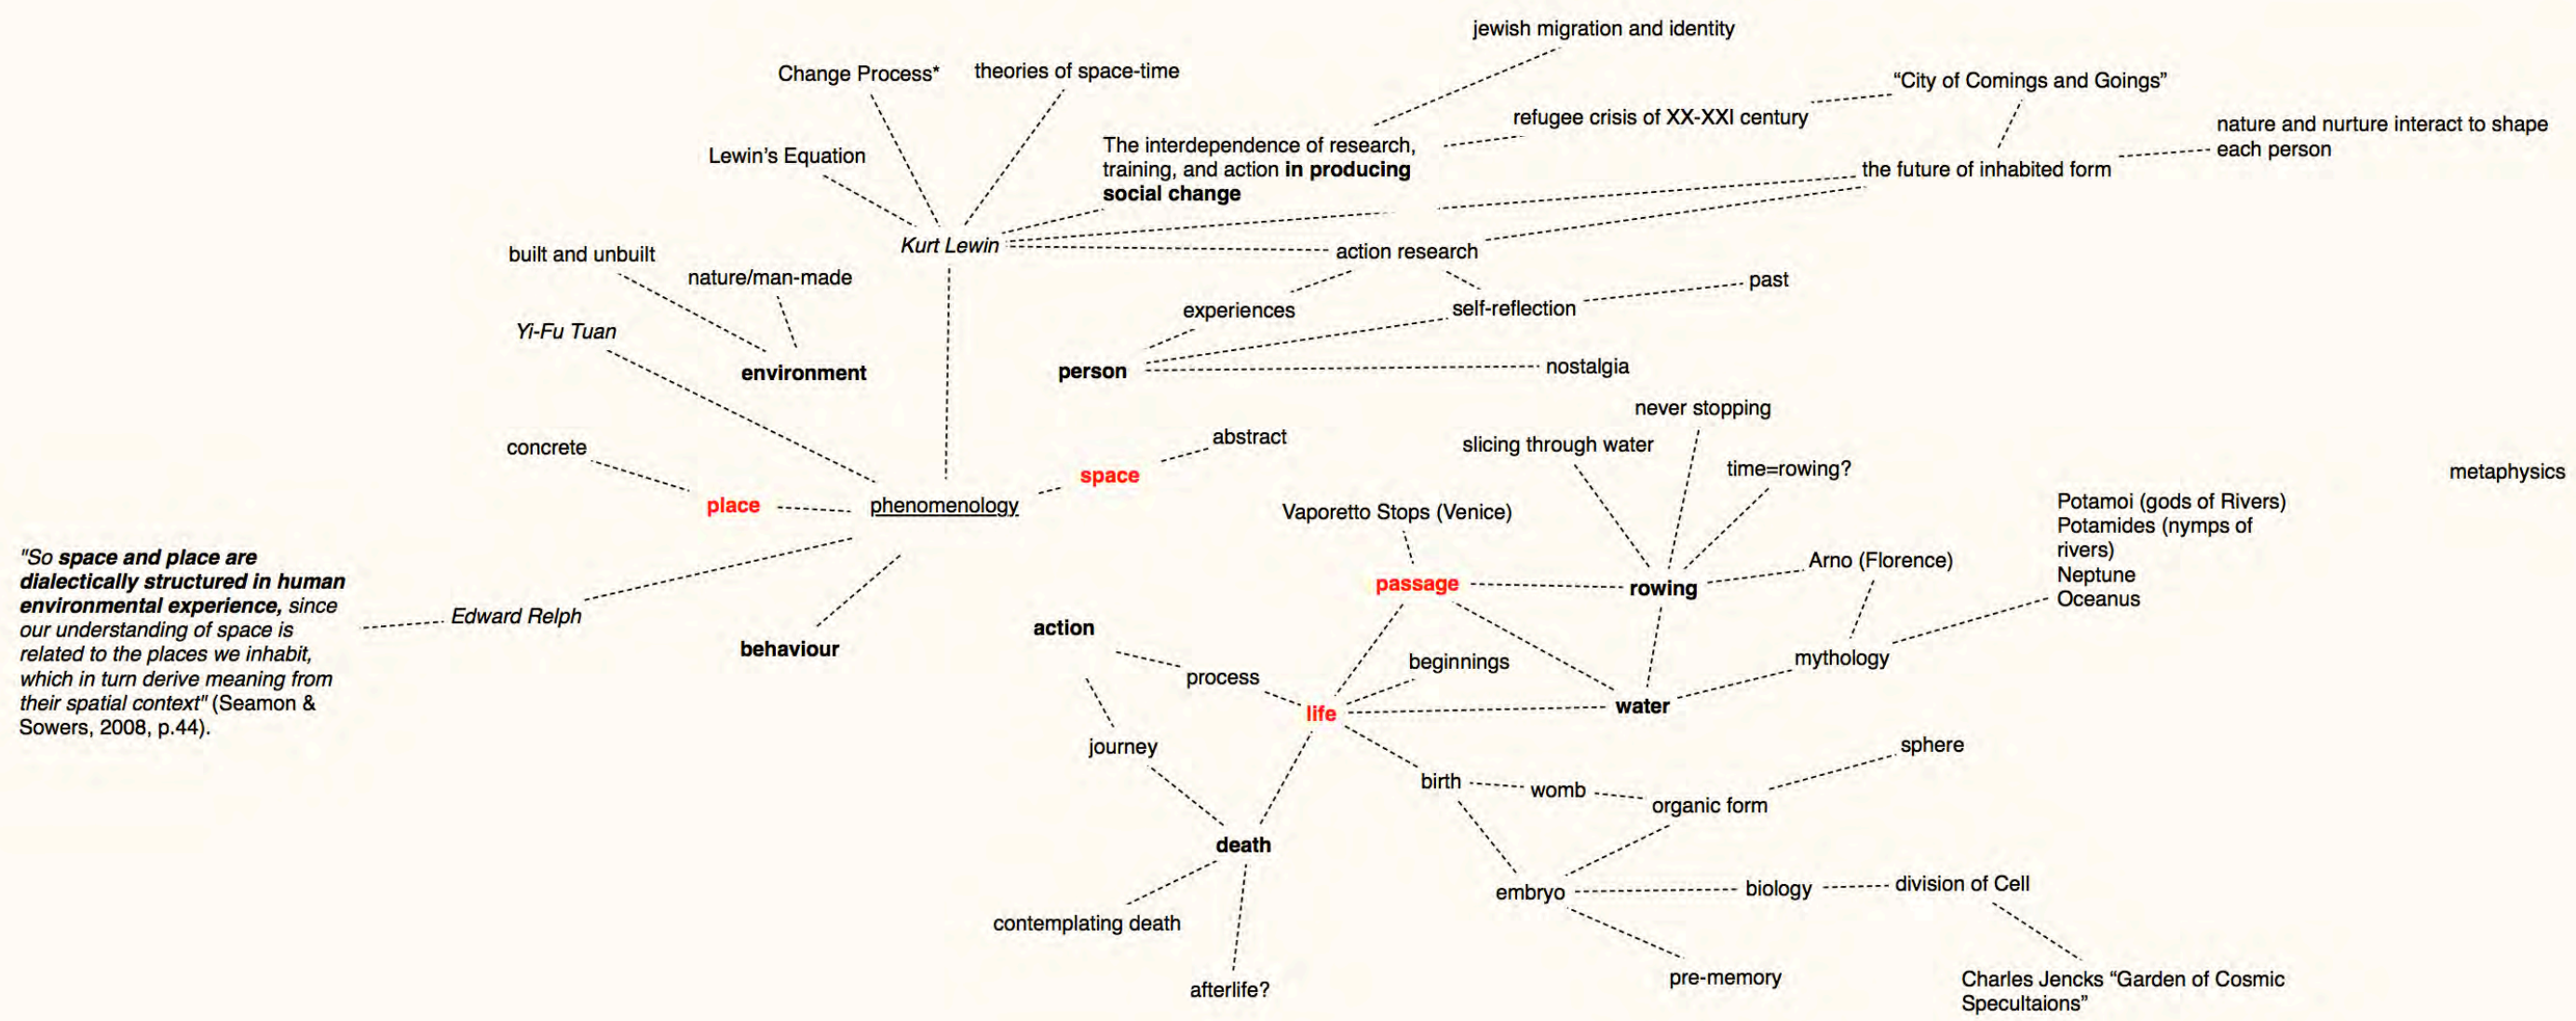 jewish migration and identity
Change Process*
theories of space-time
“City of Comings and Goings”
refugee crisis of XX-XXI century
nature and nurture interact to shape
each person
Lewin’s Equation
The interdependence of research,
training, and action in producing
social change
the future of inhabited form
Kurt Lewin
action research
built and unbuilt
nature/man-made
past
experiences
self-reflection
Yi-Fu Tuan
environment
person
nostalgia
never stopping
concrete
abstract
slicing through water
space
time=rowing?
metaphysics
place
phenomenology
Vaporetto Stops (Venice)
Potamoi (gods of Rivers)
Potamides (nymps of
rivers)
Neptune
Oceanus
Arno (Florence)
passage
rowing
"So space and place are
dialectically structured in human
environmental experience, since
our understanding of space is
related to the places we inhabit,
which in turn derive meaning from
their spatial context" (Seamon &
Sowers, 2008, p.44).
Edward Relph
behaviour
action
process
beginnings
mythology
life
water
journey
sphere
birth
womb
organic form
death
embryo
biology
division of Cell
contemplating death
pre-memory
afterlife?
Charles Jencks “Garden of Cosmic
Specultaions”